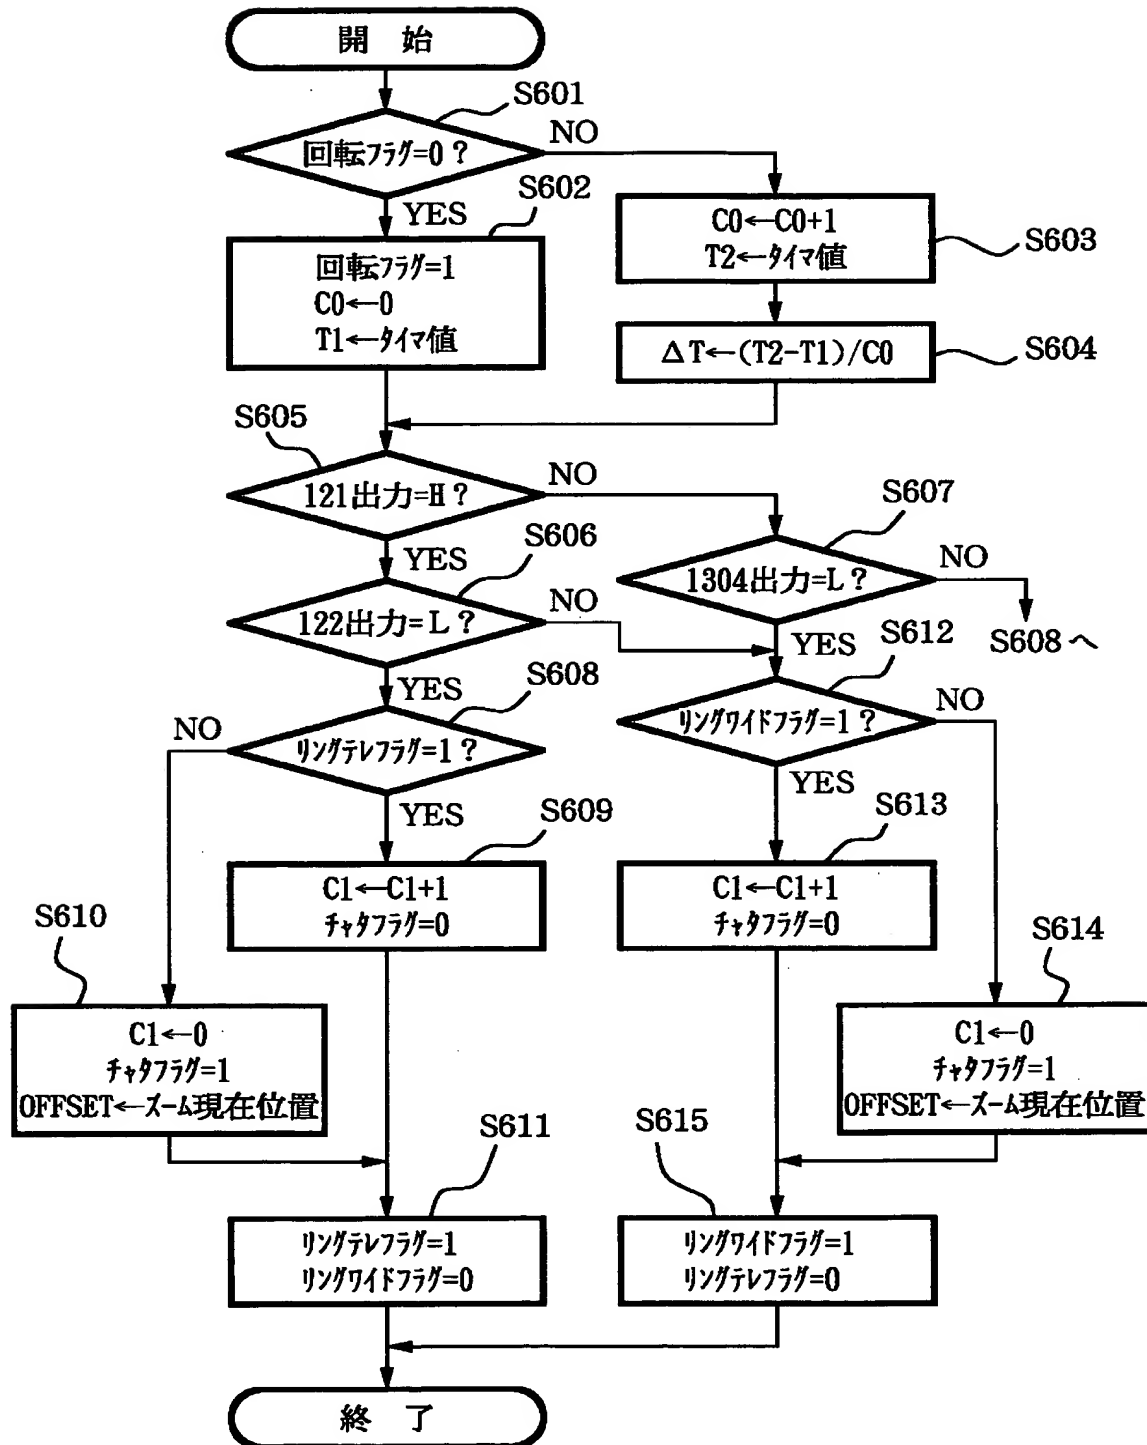 開 始
S601
回転フラグ=0?
NO
YES
S602
回転フラグ=1
C0←0
T1←タイマ値
C0←C0+1
T2←タイマ値
S603
ΔT←(T2-T1)/C0
S604
S605
121出力=H?
NO
YES
S606
122出力=L?
NO
YES
S607
1304出力=L?
NO
S608へ
YES
S608
リングテレフラグ=1?
NO
YES
S612
リングワイドフラグ=1?
NO
YES
S609
C1←C1+1
チャタフラグ=0
S613
C1←C1+1
チャタフラグ=0
S610
C1←0
チャタフラグ=1
OFFSET←ズーム現在位置
S614
C1←0
チャタフラグ=1
OFFSET←ズーム現在位置
S611
リングテレフラグ=1
リングワイドフラグ=0
S615
リングワイドフラグ=1
リングテレフラグ=0
終 了